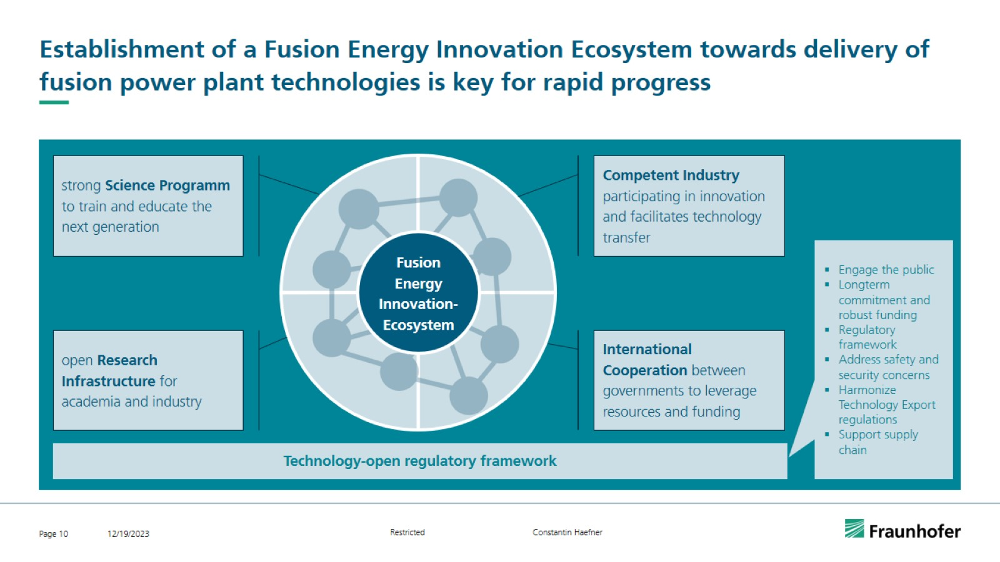 Establishment of a Fusion Energy Innovation Ecosystem towards delivery of
fusion power plant technologies is key for rapid progress
strong Science Programm
to train and educate the
next generation
Competent Industry
participating in innovation
and facilitates technology
transfer
Fusion
Energy
Innovation-
Ecosystem
open Research
Infrastructure for
academia and industry
International
Cooperation between
governments to leverage
resources and funding
▪ Engage the public
▪ Longterm
commitment and
robust funding
▪ Regulatory
framework
▪ Address safety and
security concerns
▪ Harmonize
Technology Export
regulations
▪ Support supply
chain
Technology-open regulatory framework
Page 10
12/19/2023
Restricted
Constantin Haefner
Fraunhofer